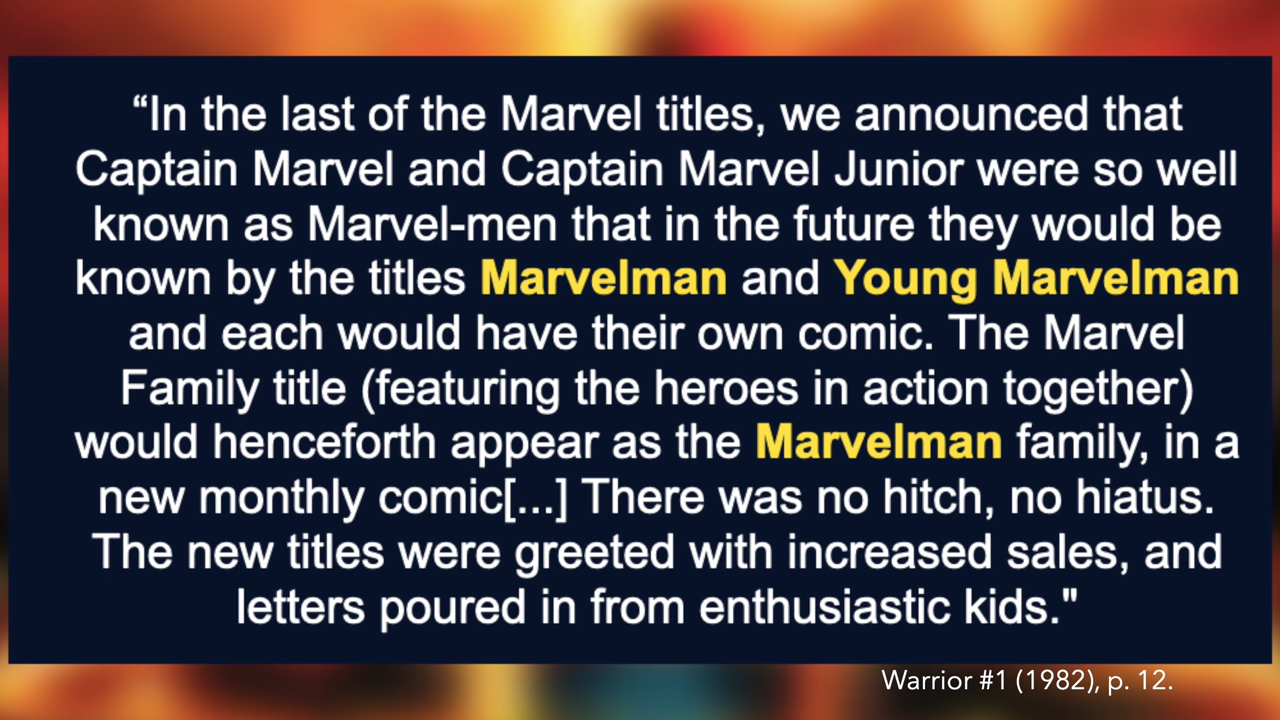 “In the last of the Marvel titles, we announced that
Captain Marvel and Captain Marvel Junior were so well
known as Marvel-men that in the future they would be
known by the titles Marvelman and Young Marvelman
and each would have their own comic. The Marvel
Family title (featuring the heroes in action together)
would henceforth appear as the Marvelman family, in a
new monthly comic[...] There was no hitch, no hiatus.
The new titles were greeted with increased sales, and
letters poured in from enthusiastic kids."
Warrior #1 (1982), p. 12.